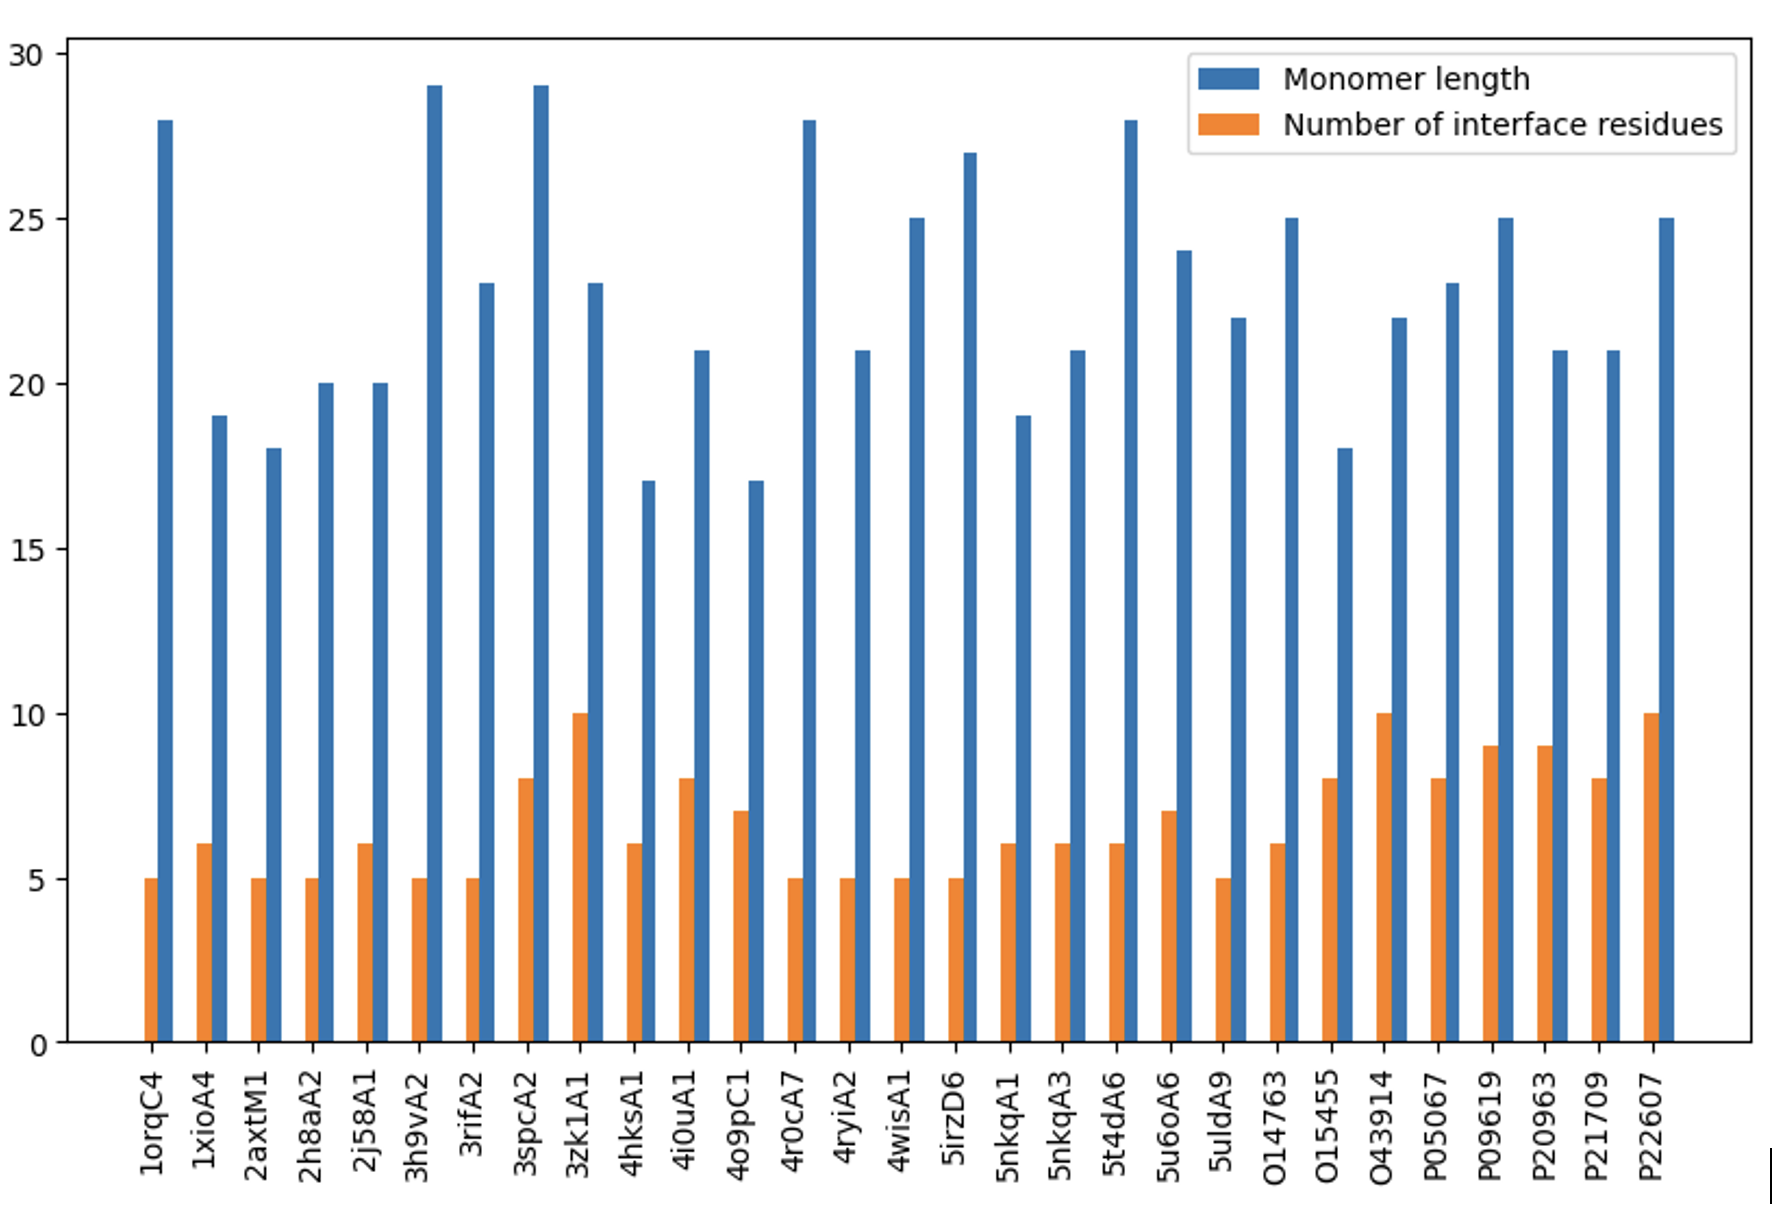 30
25
20
15
10
5
0
Monomer length
Number of interface residues
1orqC4
1xioA4
2axtM1
2h8aA2
2j58A1
3h9vA2
3rifA2
3spcA2
3zk1A1
4hksA1
4i0uA1
4o9pC1
4r0cA7
4ryiA2
4wisA1
5irzD6
5nkqA1
5nkqA3
5t4dA6
5u6oA6
5uldA9
O14763
O15455
O43914
P05067
P09619
P20963
P21709
P22607